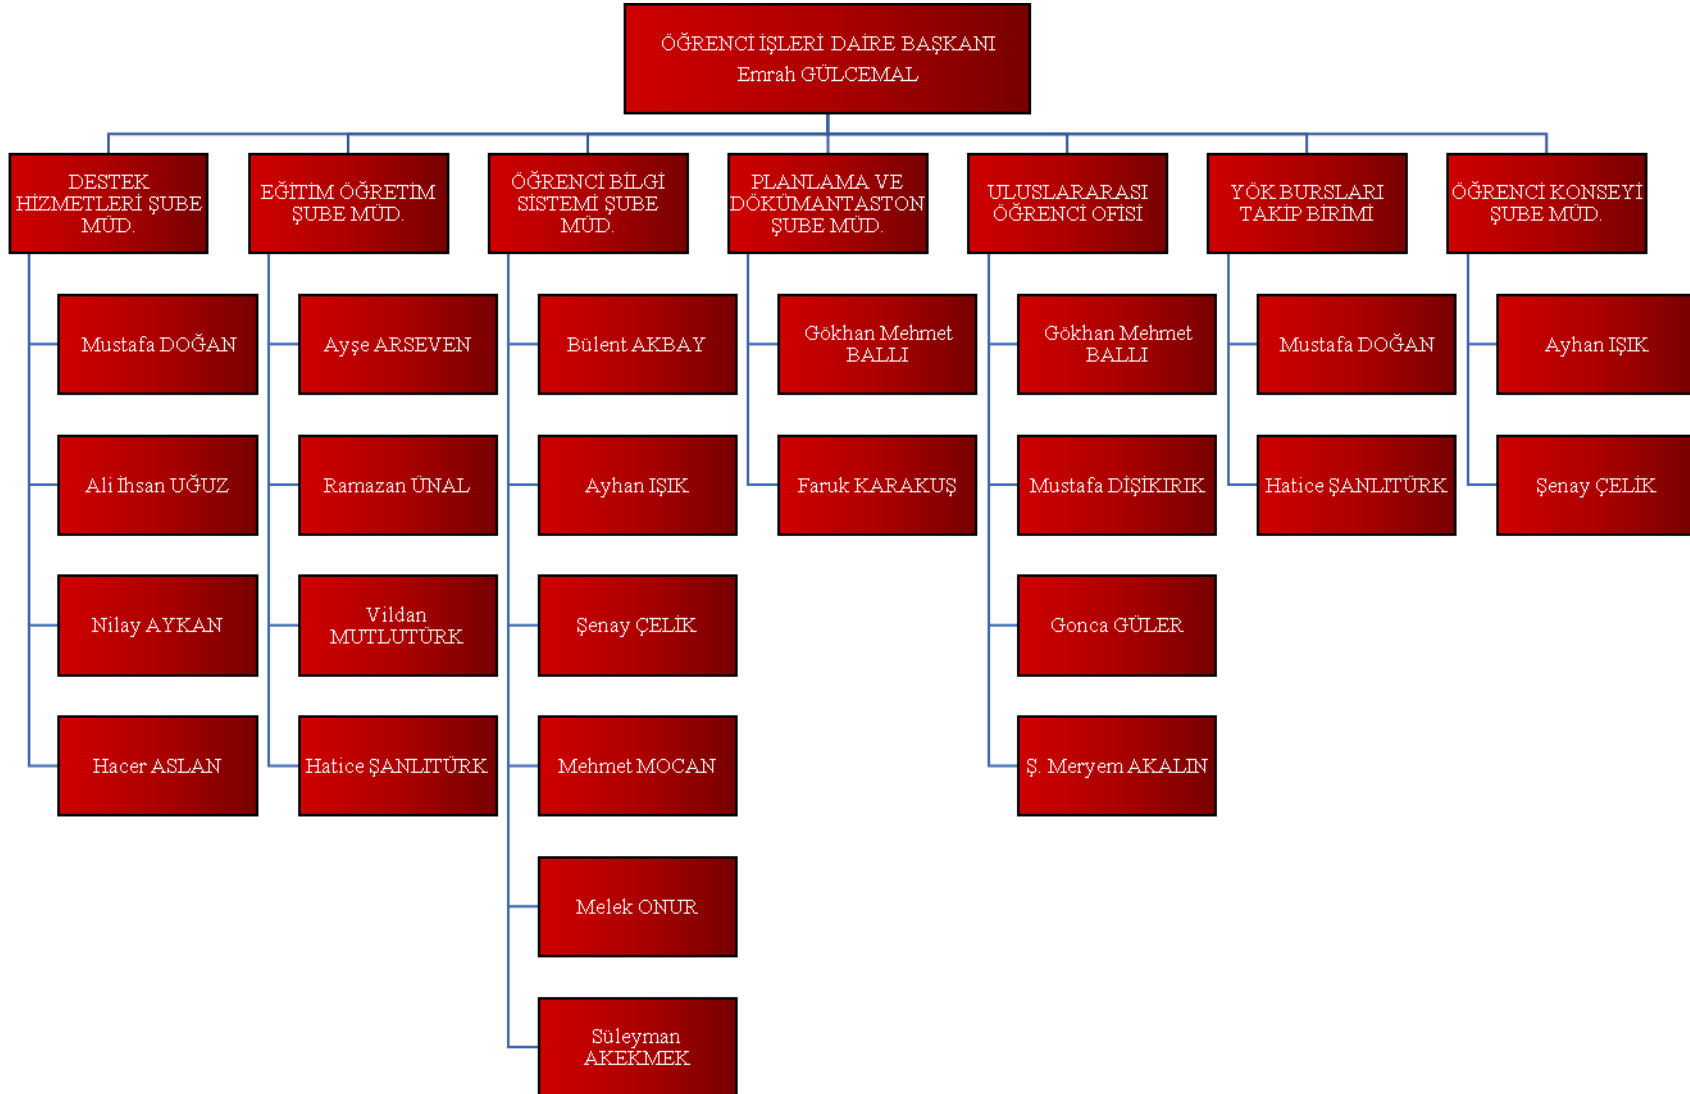 ÖĞRENCİ İŞLERİ DAİRE BAŞKANI
Emrah GÜLCEMAL
DESTEK
HİZMETLERİ ŞUBE
MÜD.
EĞİTİM ÖĞRETİM
ŞUBE MÜD.
ÖĞRENCİ BİLGİ
SİSTEMİ ŞUBE
MÜD.
PLANLAMA VE
DÖKÜMANTASTON
ŞUBE MÜD.
ULUSLARARASI
ÖĞRENCİ OFİSİ
YÖK BURSLARI
TAKİP BİRİMİ
ÖĞRENCİ KONSEYİ
ŞUBE MÜD.
Mustafa DOĞAN
Ali İhsan UĞUZ
Nilay AYKAN
Hacer ASLAN
Ayşe ARSEVEN
Ramazan ÜNAL
Vildan
MUTLUTÜRK
Hatice ŞANLITÜRK
Bülent AKBAY
Ayhan IŞIK
Şenay ÇELİK
Mehmet MOCAN
Melek ONUR
Süleyman
AKEKMEK
Gökhan Mehmet
BALLI
Faruk KARAKUŞ
Gökhan Mehmet
BALLI
Mustafa DİŞİKIRIK
Gonca GÜLER
Ş. Meryem AKALIN
Mustafa DOĞAN
Hatice ŞANLITÜRK
Ayhan IŞIK
Şenay ÇELİK